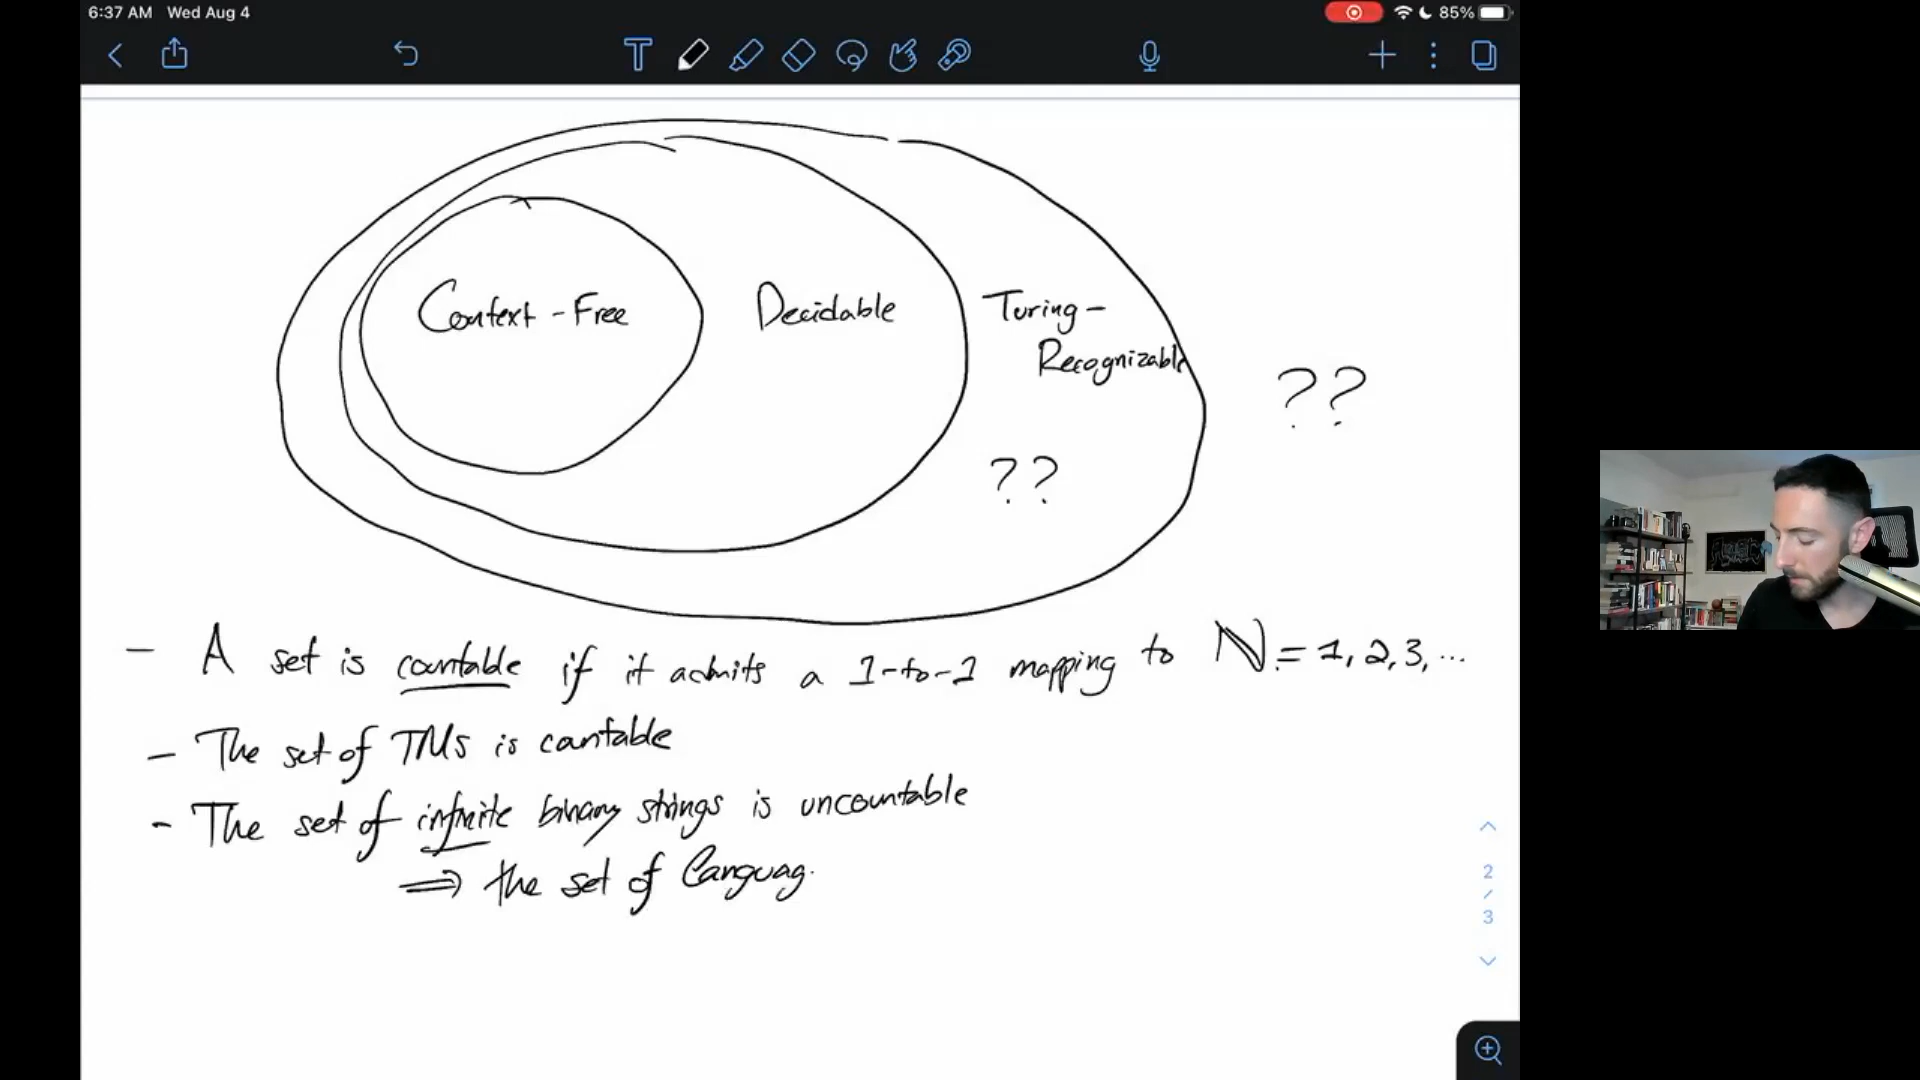 6:37 AM Wed Aug 4
85%
T
Context-Free
Decidable
Turing-
Recognizable
??
??
- A set is countable if it admits a 1-to-1 mapping to ℕ = 1, 2, 3, ...
- The set of TMs is countable
- The set of infinite binary strings is uncountable
⟹ the set of Languag
2
/
3